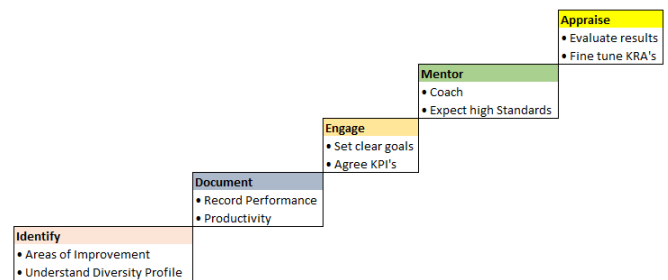 Appraise
• Evaluate results
• Fine tune KRA's
Mentor
• Coach
• Expect high Standards
Engage
• Set clear goals
• Agree KPI's
Document
• Record Performance
• Productivity
Identify
• Areas of Improvement
• Understand Diversity Profile